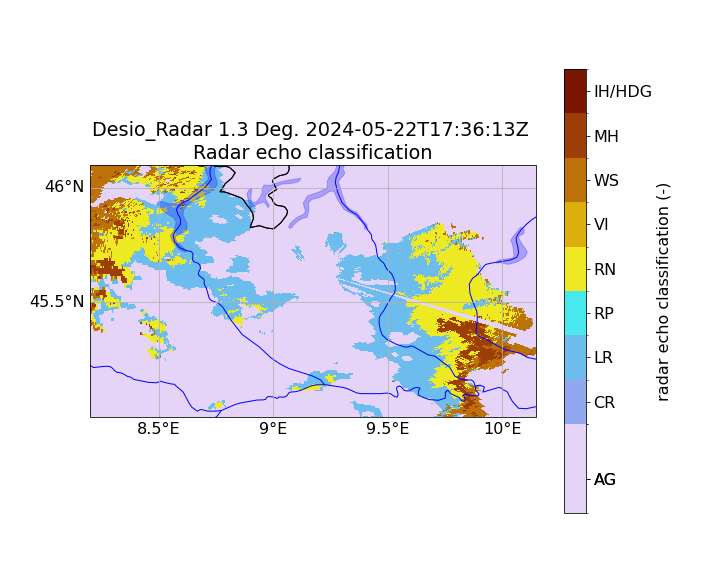 Desio_Radar 1.3 Deg. 2024-05-22T17:36:13Z
Radar echo classification
46°N
45.5°N
8.5°E
9°E
9.5°E
10°E
IH/HDG
MH
WS
VI
RN
RP
LR
CR
AG
radar echo classification (-)